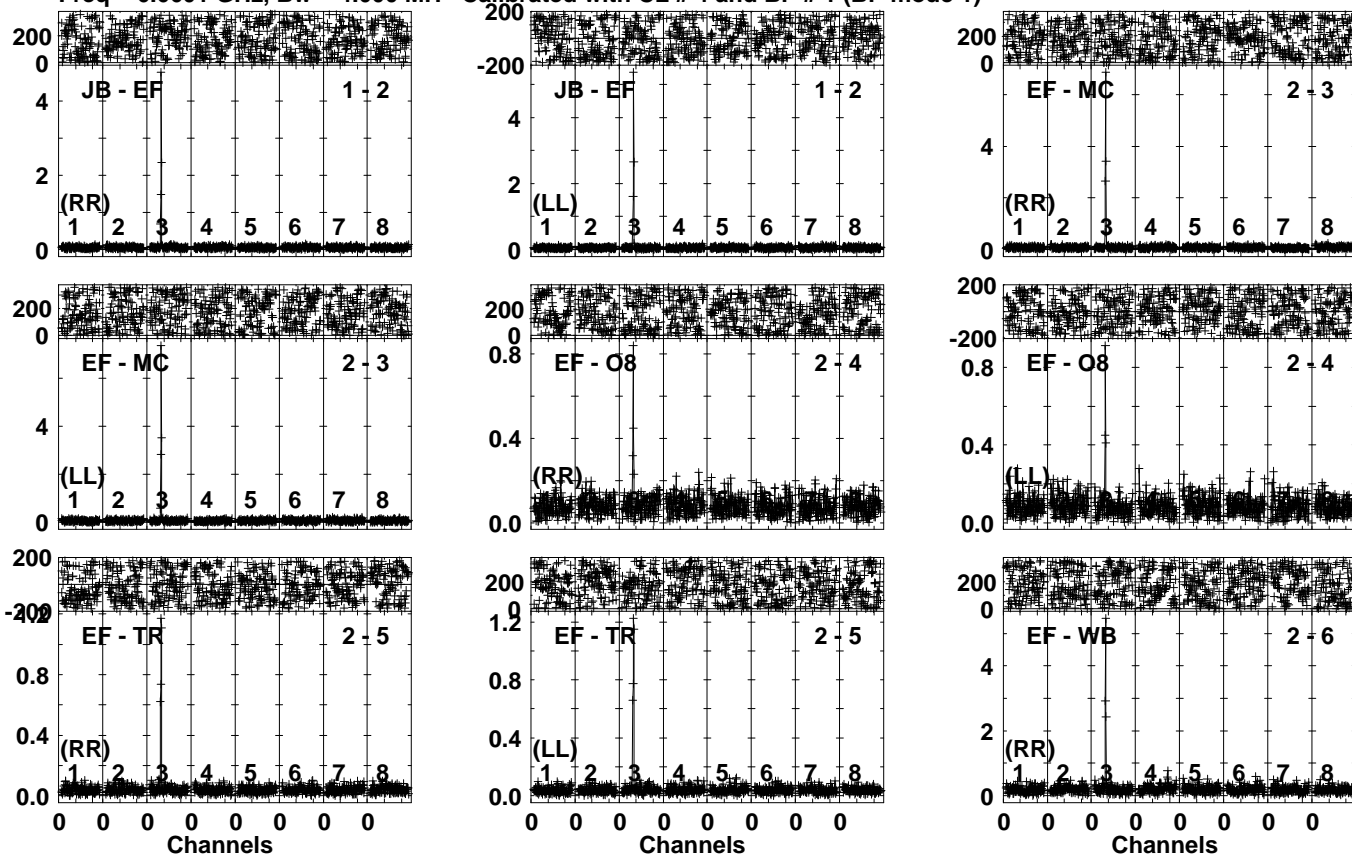 200 200 200
0 -200 0
JB - EF 1 - 2 JB - EF 1 - 2 EF - MC 2 - 3
4 4 4
2 2
(RR) (LL) (RR)
1 2 3 4 5 6 7 8 1 2 3 4 5 6 7 8 1 2 3 4 5 6 7 8
0 0 0
200 200 200
0 0 -200
EF - MC 2 - 3 EF - O8 2 - 4 EF - O8 2 - 4
0.8 0.8
4 0.4 0.4
(LL) (RR) (LL)
1 2 3 4 5 6 7 8
0 0.0 0.0
200 200 200
-200 0 0
1.2
EF - TR 2 - 5 EF - TR 2 - 5 EF - WB 2 - 6
0.8 0.8 4
0.4 0.4 2
(RR) (LL) (RR)
1 2 3 4 5 6 7 8 1 2 3 4 5 6 7 8 1 2 3 4 5 6 7 8
0.0 0.0 0
0 0 0 0 0 0 0 0 0 0 0 0 0 0 0 0 0 0 0 0 0 0 0 0
Channels Channels Channels